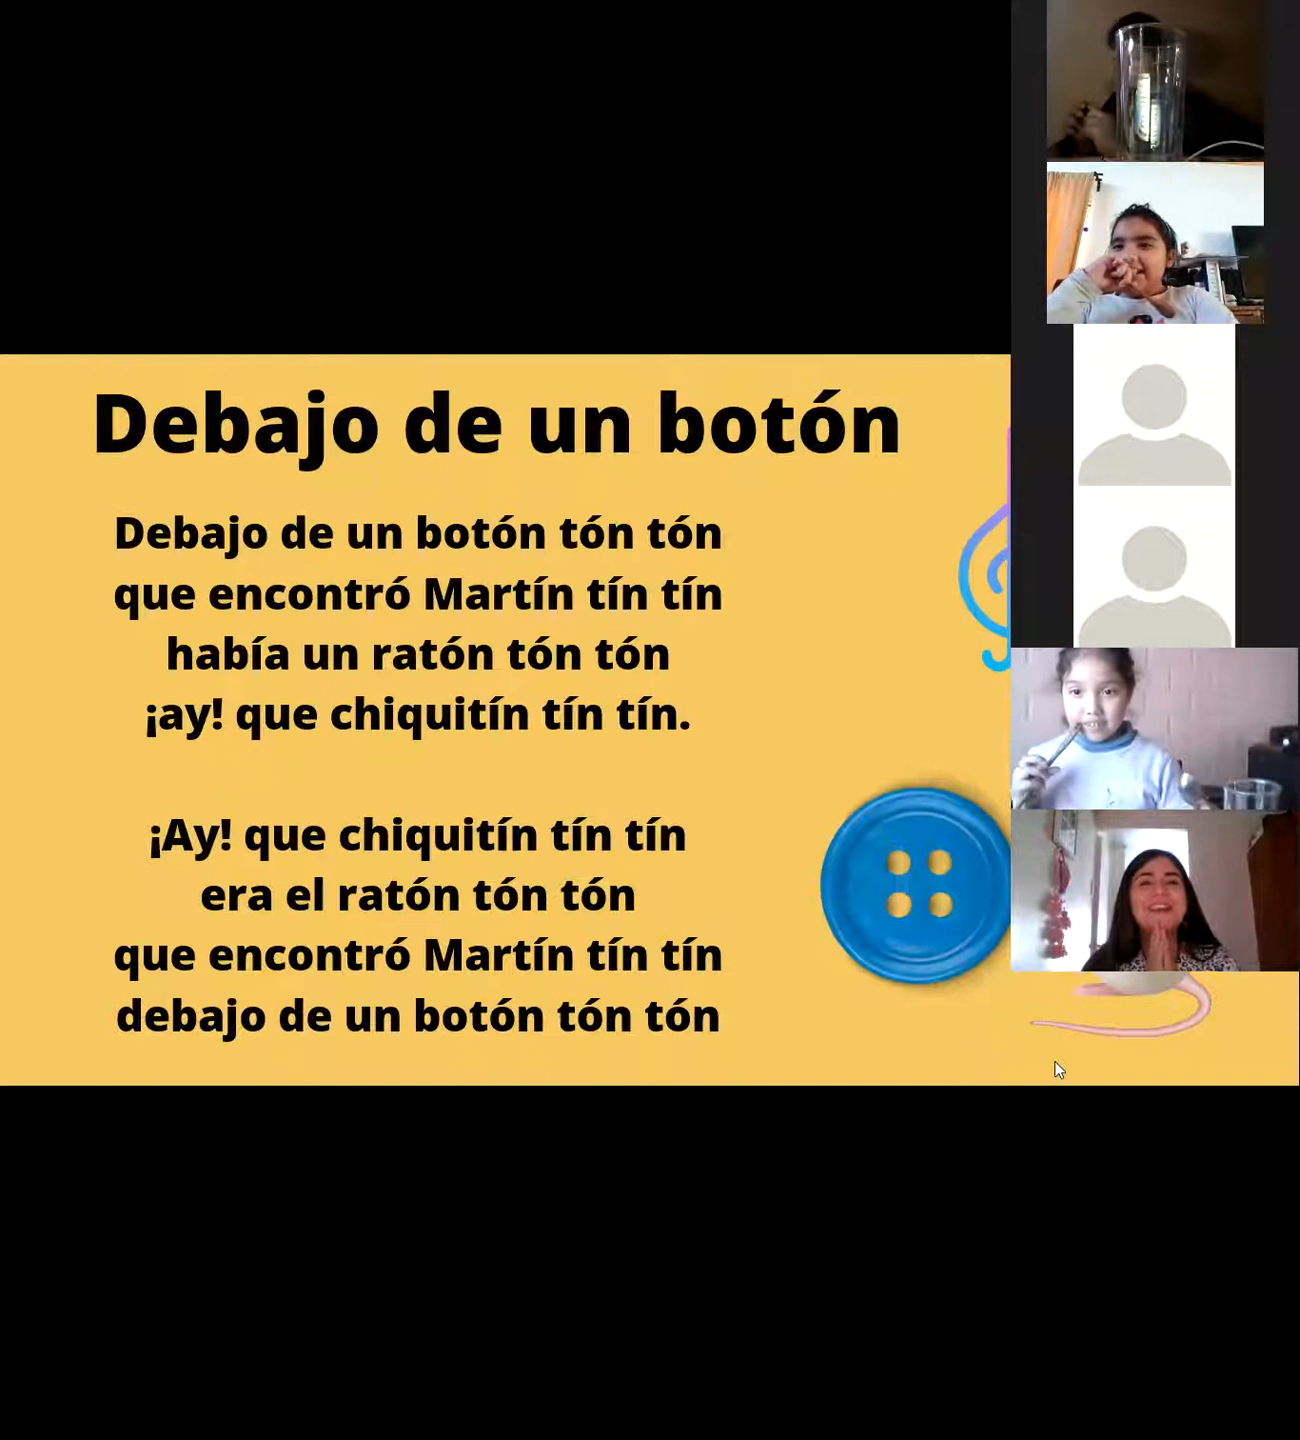 Debajo de un botón
Debajo de un botón tón tón
que encontró Martín tín tín
había un ratón tón tón
¡ay! que chiquitín tín tín.
¡Ay! que chiquitín tín tín
era el ratón tón tón
que encontró Martín tín tín
debajo de un botón tón tón